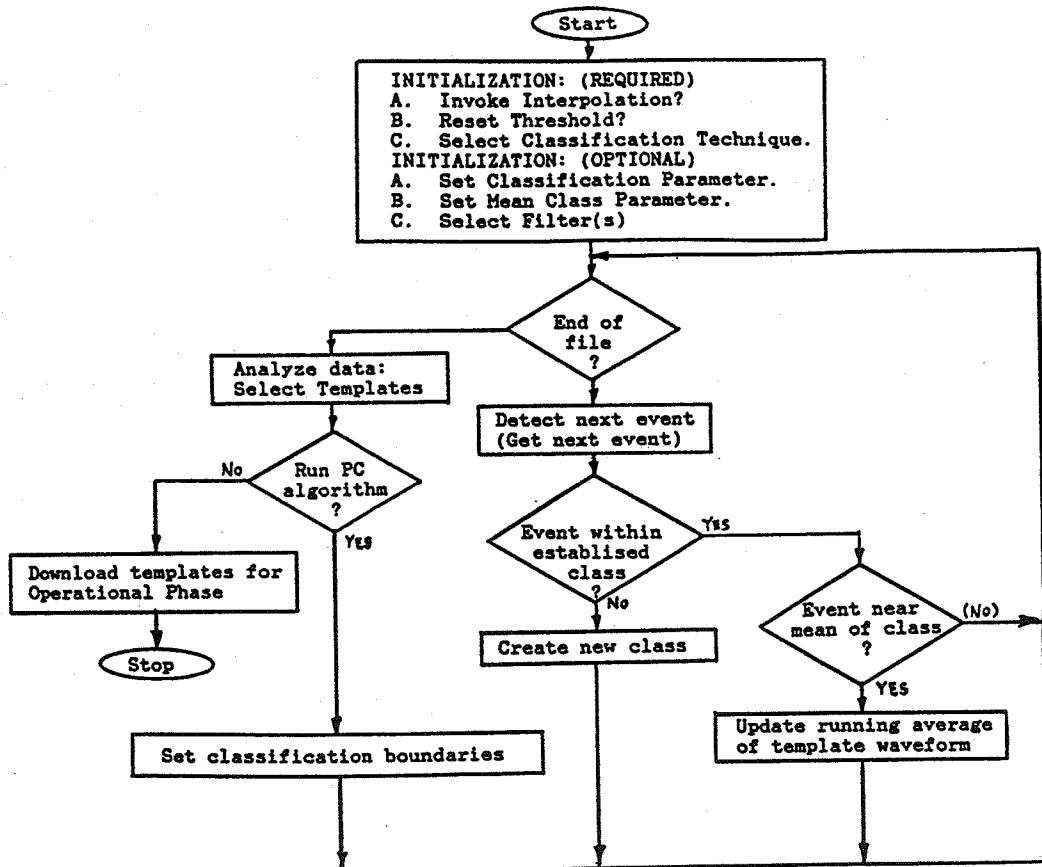 Start
INITIALIZATION: (REQUIRED)
A. Invoke Interpolation?
B. Reset Threshold?
C. Select Classification Technique.
INITIALIZATION: (OPTIONAL)
A. Set Classification Parameter.
B. Set Mean Class Parameter.
C. Select Filter(s)
End of
file
?
Analyze data:
Select Templates
Detect next event
(Get next event)
No
Run PC
algorithm
?
YES
Event within
establised
class
?
YES
No
Download templates for
Operational Phase
Event near
mean of class
?
(No)
YES
Stop
Create new class
Update running average
of template waveform
Set classification boundaries